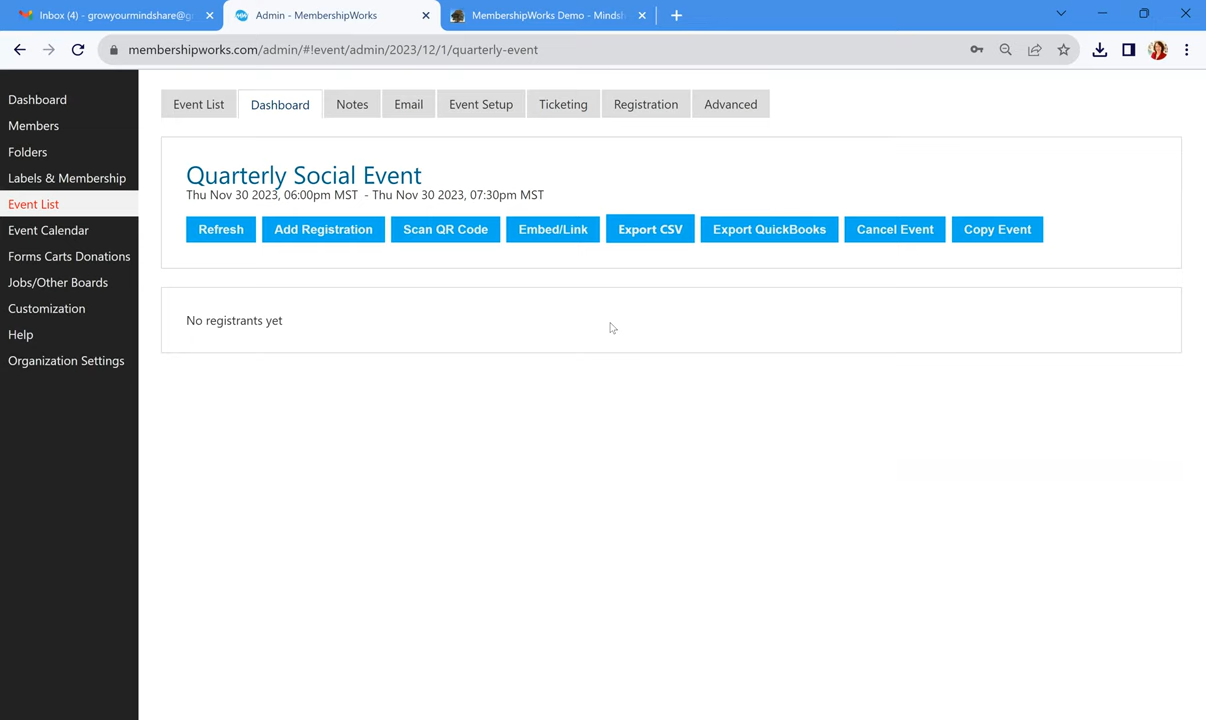 Inbox (4) - growyourmindshare@g
Admin - MembershipWorks
MembershipWorks Demo - Mindsh
membershipworks.com/admin/#!event/admin/2023/12/1/quarterly-event
Dashboard
Members
Folders
Labels & Membership
Event List
Event Calendar
Forms Carts Donations
Jobs/Other Boards
Customization
Help
Organization Settings
Event List Dashboard Notes Email Event Setup Ticketing Registration Advanced
Quarterly Social Event
Thu Nov 30 2023, 06:00pm MST - Thu Nov 30 2023, 07:30pm MST
Refresh Add Registration Scan QR Code Embed/Link Export CSV Export QuickBooks Cancel Event Copy Event
No registrants yet